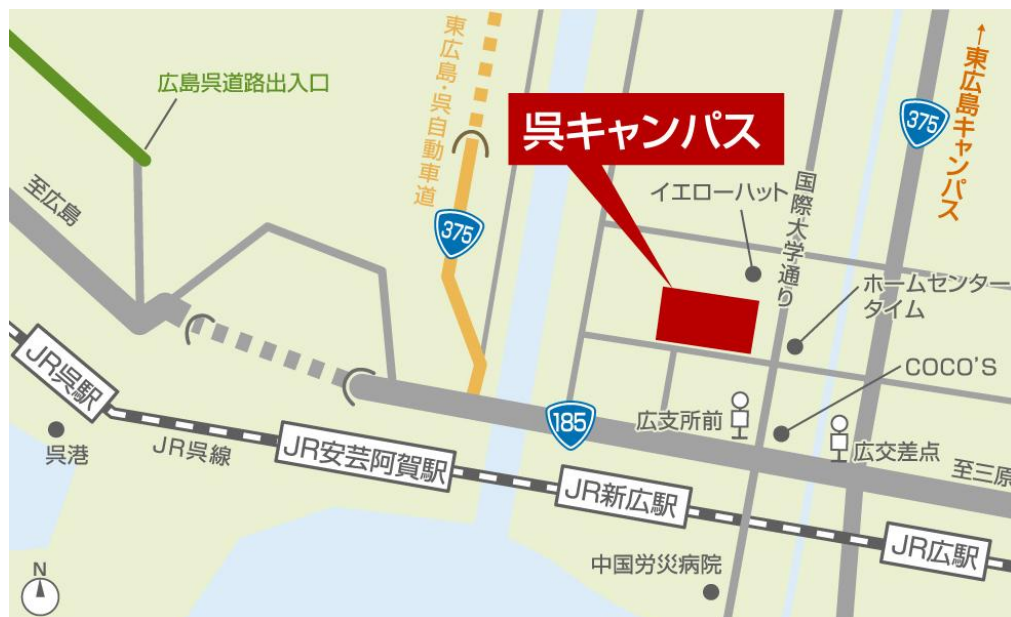 広島呉道路出入口
東広島・呉自動車道
375
呉キャンパス
375
↑東広島キャンパス
イエローハット
国際大学通り
ホームセンター
タイム
COCO'S
至広島
185
広支所前
広交差点
至三原
JR呉駅
呉港
JR呉線
JR安芸阿賀駅
JR新広駅
JR広駅
中国労災病院
N